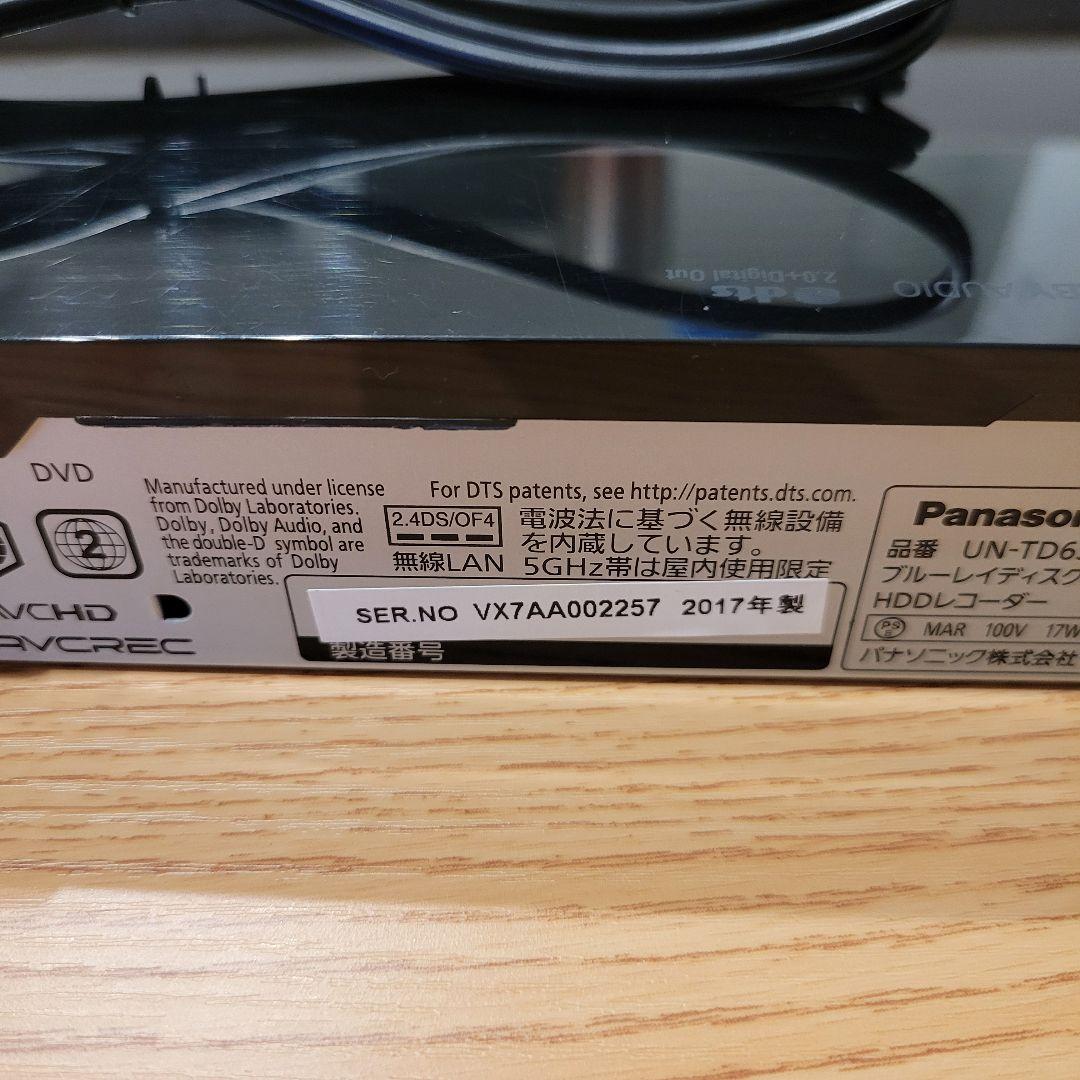 2.0+Digital Out
dts
DVD
2
AVCHD
AVCREC
Manufactured under license
from Dolby Laboratories.
Dolby, Dolby Audio, and
the double-D symbol are
trademarks of Dolby
Laboratories.
For DTS patents, see http://patents.dts.com.
2.4DS/OF4
無線LAN
電波法に基づく無線設備
を内蔵しています。
5GHz帯は屋内使用限定
SER.NO VX7AA002257 2017年製
製造番号
Panaso
品番 UN-TD6
ブルーレイディスク
HDDレコーダー
PS E MAR 100V 17W
パナソニック株式会社